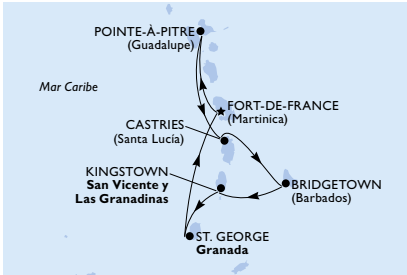 POINTE-À-PITRE
(Guadalupe)
Mar Caribe
FORT-DE-FRANCE
(Martinica)
CASTRIES
(Santa Lucía)
KINGSTOWN
San Vicente y
Las Granadinas
BRIDGETOWN
(Barbados)
ST. GEORGE
Granada